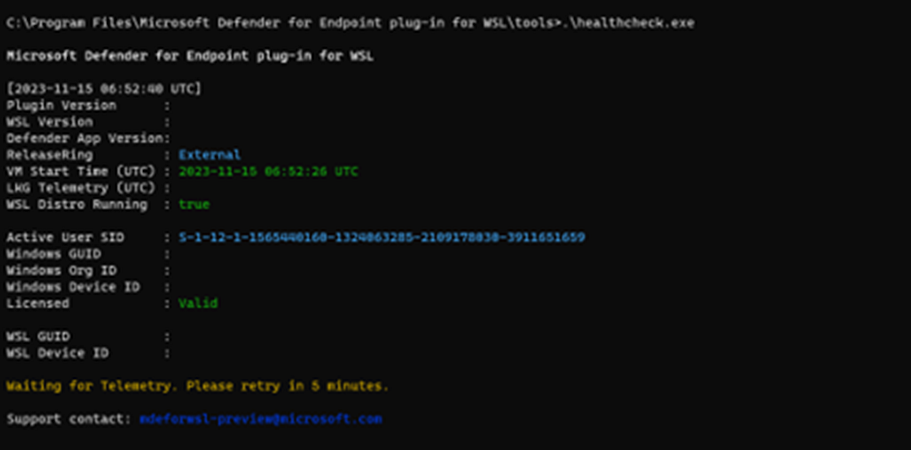 C:\Program Files\Microsoft Defender for Endpoint plug-in for WSL\tools>.\healthcheck.exe
Microsoft Defender for Endpoint plug-in for WSL
[2023-11-15 06:52:40 UTC]
Plugin Version :
WSL Version :
Defender App Version:
ReleaseRing : External
VM Start Time (UTC) : 2023-11-15 06:52:26 UTC
LKG Telemetry (UTC) :
WSL Distro Running : true
Active User SID : S-1-12-1-1565440160-1324063285-2109178030-3911651659
Windows GUID :
Windows Org ID :
Windows Device ID :
Licensed : Valid
WSL GUID :
WSL Device ID :
Waiting for Telemetry. Please retry in 5 minutes.
Support contact: mdeforwsl-preview@microsoft.com